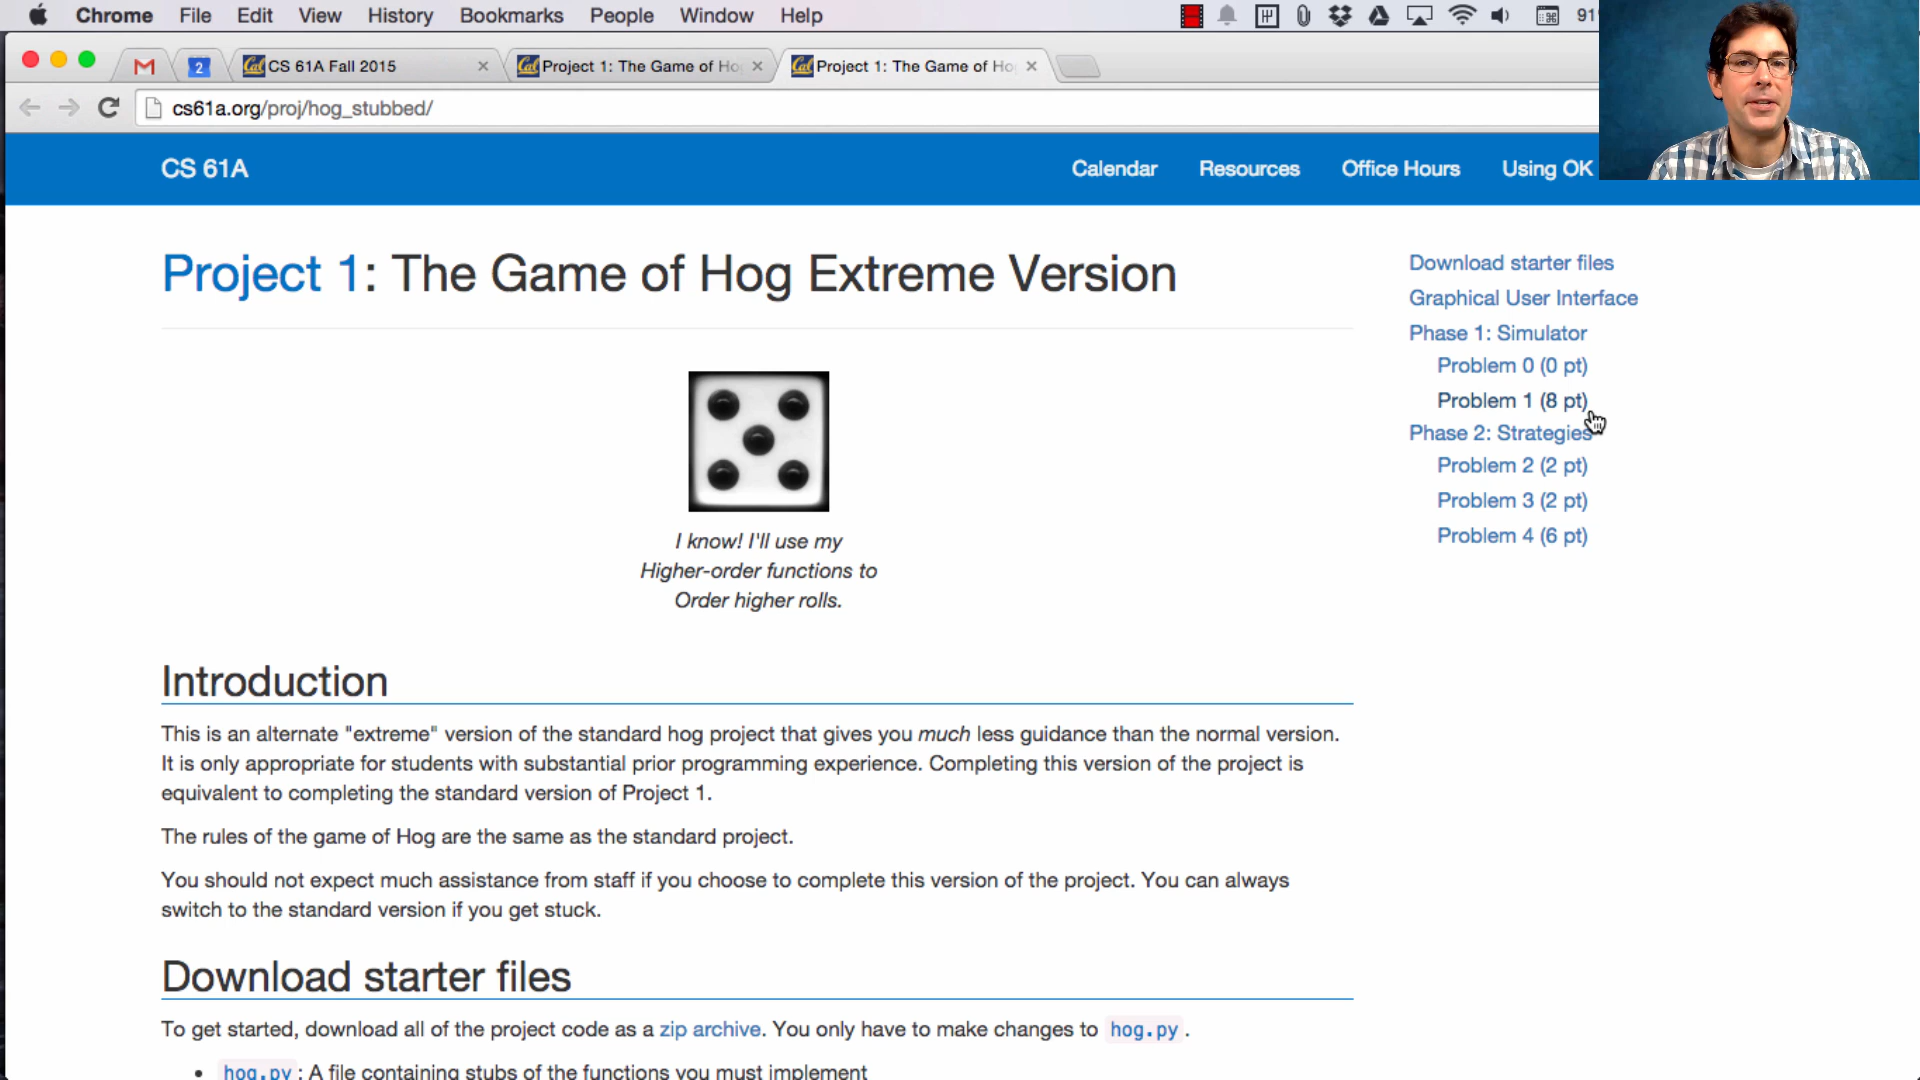 Chrome File Edit View History Bookmarks People Window Help 91
2 CS 61A Fall 2015 Project 1: The Game of Ho Project 1: The Game of Ho
cs61a.org/proj/hog_stubbed/
CS 61A Calendar Resources Office Hours Using OK
Project 1: The Game of Hog Extreme Version
Download starter files
Graphical User Interface
Phase 1: Simulator
Problem 0 (0 pt)
Problem 1 (8 pt)
Phase 2: Strategies
Problem 2 (2 pt)
Problem 3 (2 pt)
Problem 4 (6 pt)
I know! I'll use my
Higher-order functions to
Order higher rolls.
Introduction
This is an alternate "extreme" version of the standard hog project that gives you much less guidance than the normal version.
It is only appropriate for students with substantial prior programming experience. Completing this version of the project is
equivalent to completing the standard version of Project 1.
The rules of the game of Hog are the same as the standard project.
You should not expect much assistance from staff if you choose to complete this version of the project. You can always
switch to the standard version if you get stuck.
Download starter files
To get started, download all of the project code as a zip archive. You only have to make changes to hog.py.
• hog.py: A file containing stubs of the functions you must implement